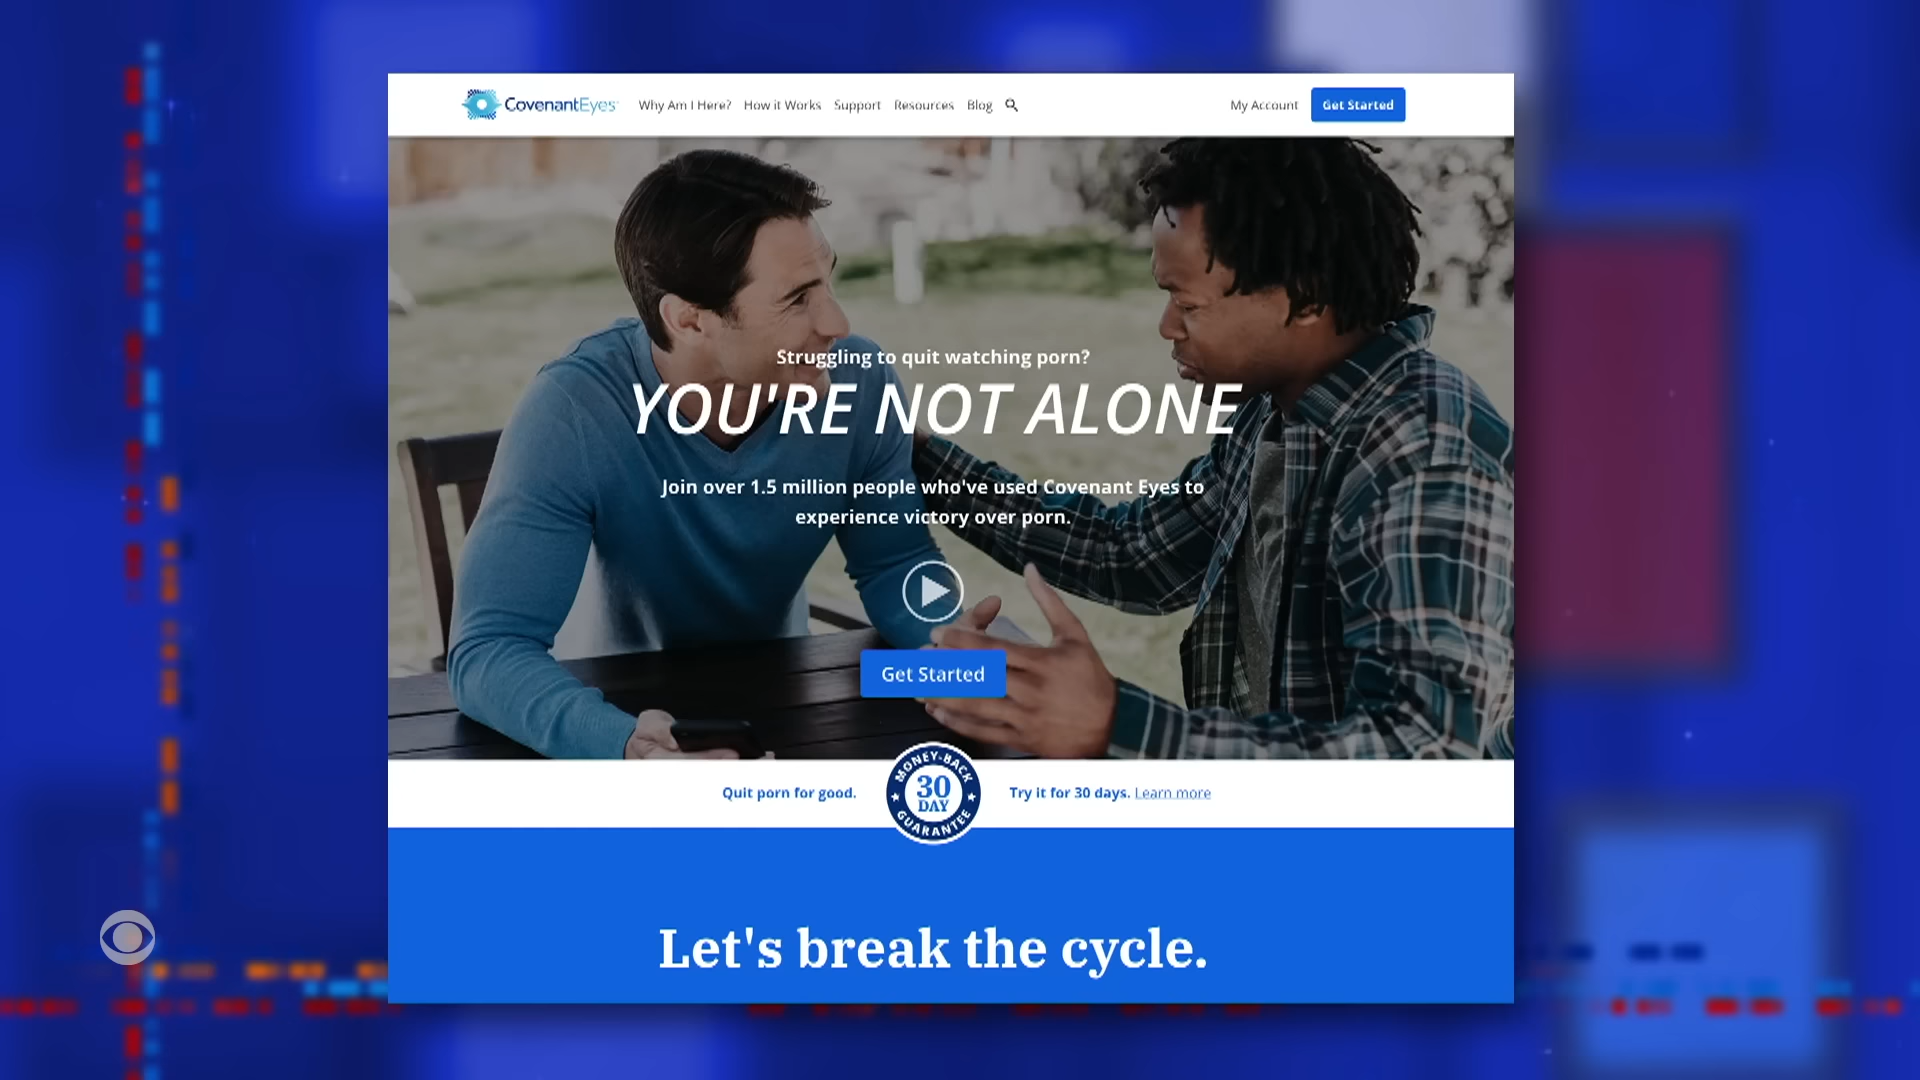 CovenantEyes
Why Am I Here? How it Works Support Resources Blog
My Account Get Started
Struggling to quit watching porn?
YOU'RE NOT ALONE
Join over 1.5 million people who've used Covenant Eyes to
experience victory over porn.
Get Started
Quit porn for good.
MONEY-BACK
30
DAY
GUARANTEE
Try it for 30 days. Learn more
Let's break the cycle.